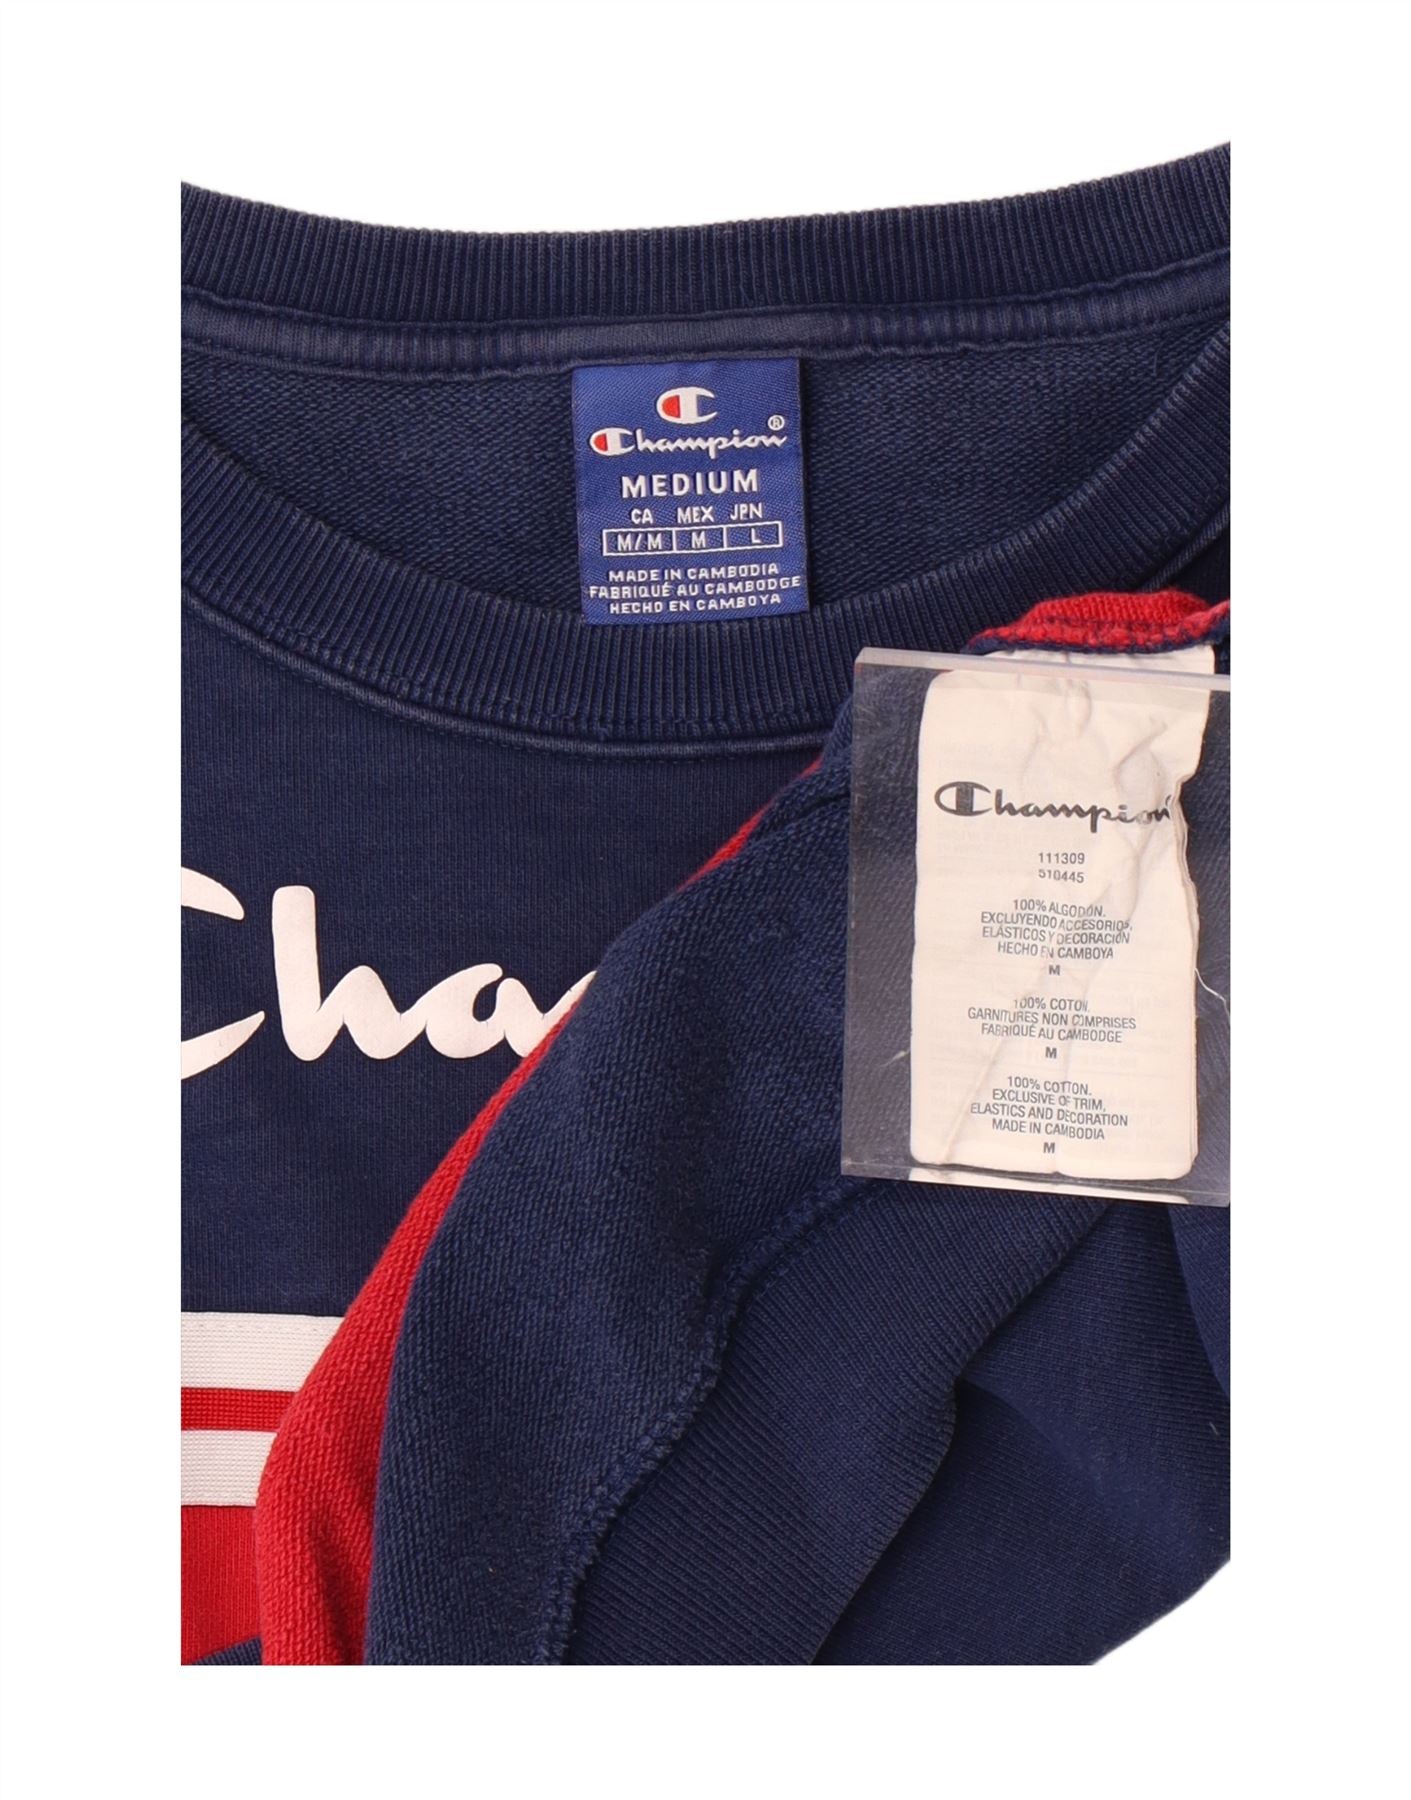 Champion®
MEDIUM
CA MEX JPN
M/M M L
MADE IN CAMBODIA
FABRIQUÉ AU CAMBODGE
HECHO EN CAMBOYA
Cha
Champion
111309
510445
100% ALGODON.
EXCLUYENDO ACCESORIOS,
ELÁSTICOS Y DECORACIÓN
HECHO EN CAMBOYA
M
100% COTON.
GARNITURES NON COMPRISES
FABRIQUÉ AU CAMBODGE
M
100% COTTON.
EXCLUSIVE OF TRIM,
ELASTICS AND DECORATION
MADE IN CAMBODIA
M